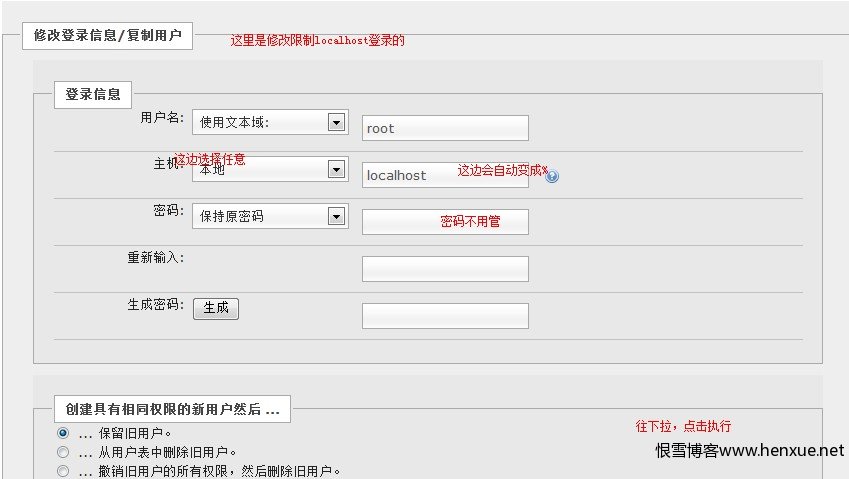 修改登录信息/复制用户
这里是修改限制localhost登录的
登录信息
用户名: 使用文本域: root
主机: 本地 localhost
这边选择任意
这边会自动变成%
密码: 保持原密码
密码不用管
重新输入:
生成密码: 生成
创建具有相同权限的新用户然后 ...
... 保留旧用户。
往下拉，点击执行
... 从用户表中删除旧用户。
恨雪博客www.henxue.net
... 撤销旧用户的所有权限，然后删除旧用户。